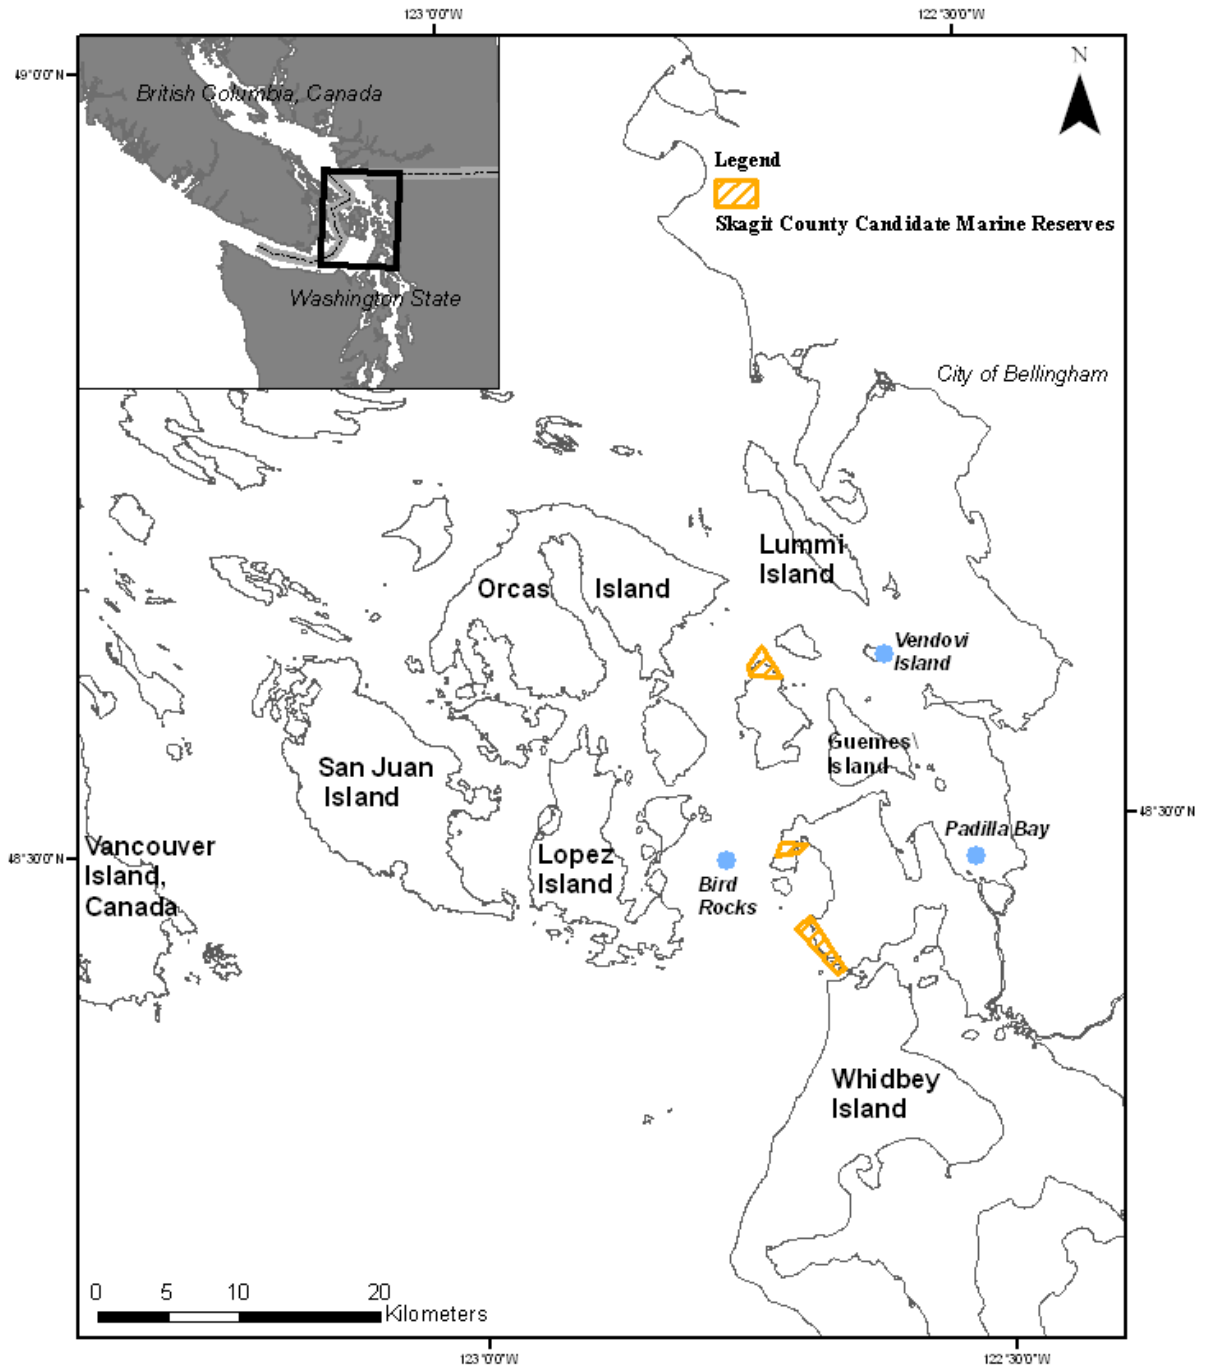 123°0'0"W
122°30'0"W
49°0'0"N
N
British Columbia, Canada
Legend
Skagit County Candidate Marine Reserves
Washington State
City of Bellingham
Lummi
Island
Orcas Island
Vendovi
Island
Guemes
Island
San Juan
Island
48°30'0"N
Padilla Bay
Vancouver
Island,
Canada
48°30'0"N
Lopez
Island
Bird
Rocks
Whidbey
Island
0 5 10 20
Kilometers
123°0'0"W
122°30'0"W